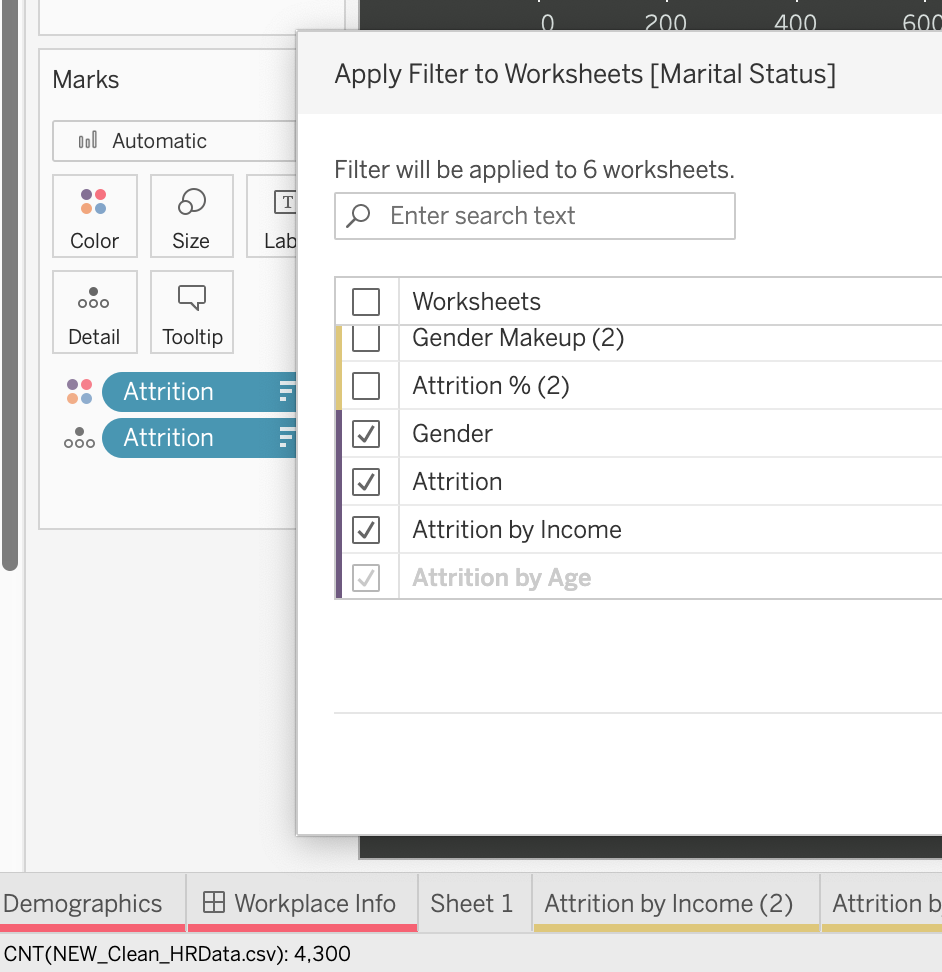 0 200 400 600
Apply Filter to Worksheets [Marital Status]
Marks
Automatic
Filter will be applied to 6 worksheets.
Enter search text
T
Color Size Lab
Detail Tooltip
Worksheets
Gender Makeup (2)
Attrition % (2)
Attrition
Gender
Attrition
Attrition
Attrition by Income
Attrition by Age
Demographics Workplace Info Sheet 1 Attrition by Income (2) Attrition b
CNT(NEW_Clean_HRData.csv): 4,300